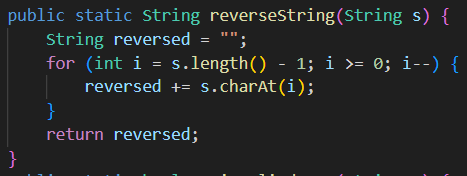 public static String reverseString(String s) {
    String reversed = "";
    for (int i = s.length() - 1; i >= 0; i--) {
        reversed += s.charAt(i);
    }
    return reversed;
}